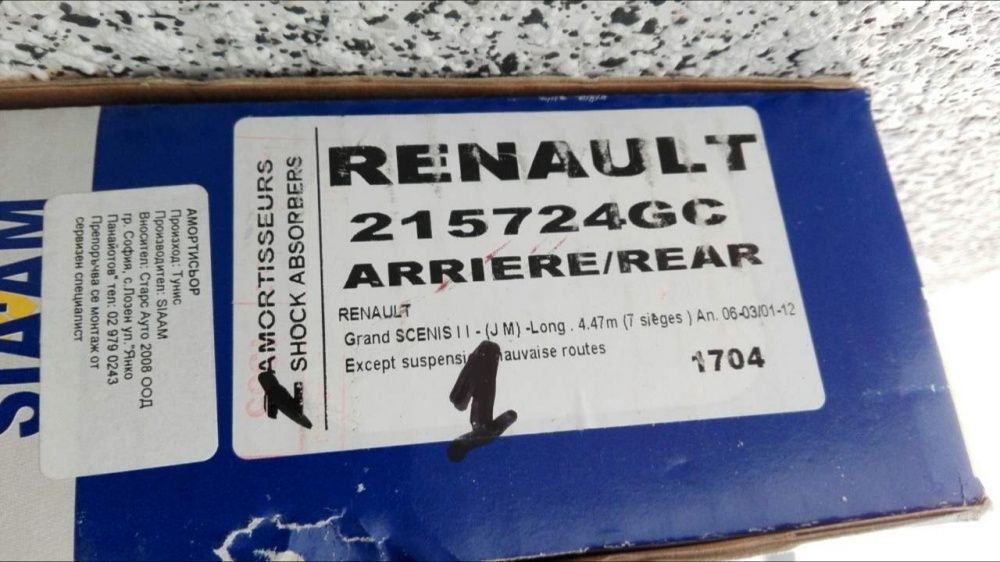 SIAAM
АМОРТИСЬОР
Произход: Тунис
Производител: SIAAM
Вносител: Старс Ауто 2008 ООД
гр. София, с.Лозен ул."Янко
Панайотов" тел: 02 979 0243
Препоръчва се монтаж от
сервизен специалист
AMORTISSEURS
SHOCK ABSORBERS
RENAULT
215724GC
ARRIERE/REAR
RENAULT
Grand SCENIS I I - (J M) -Long . 4.47m (7 sièges ) An. 06-03/01-12
Except mauvaise routes
1704
1